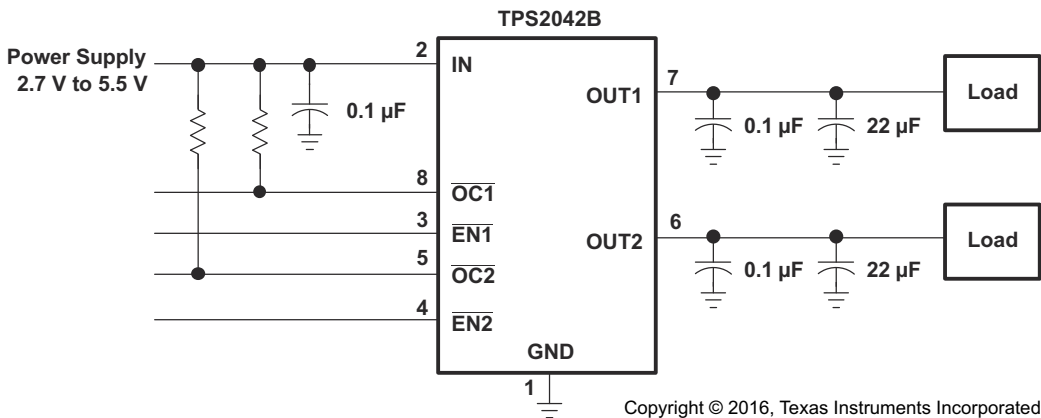 TPS2042B
Power Supply
2.7 V to 5.5 V
2
IN
0.1 µF
8
OC1
3
EN1
5
OC2
4
EN2
GND
1
OUT1
7
0.1 µF
22 µF
Load
OUT2
6
0.1 µF
22 µF
Load
Copyright © 2016, Texas Instruments Incorporated